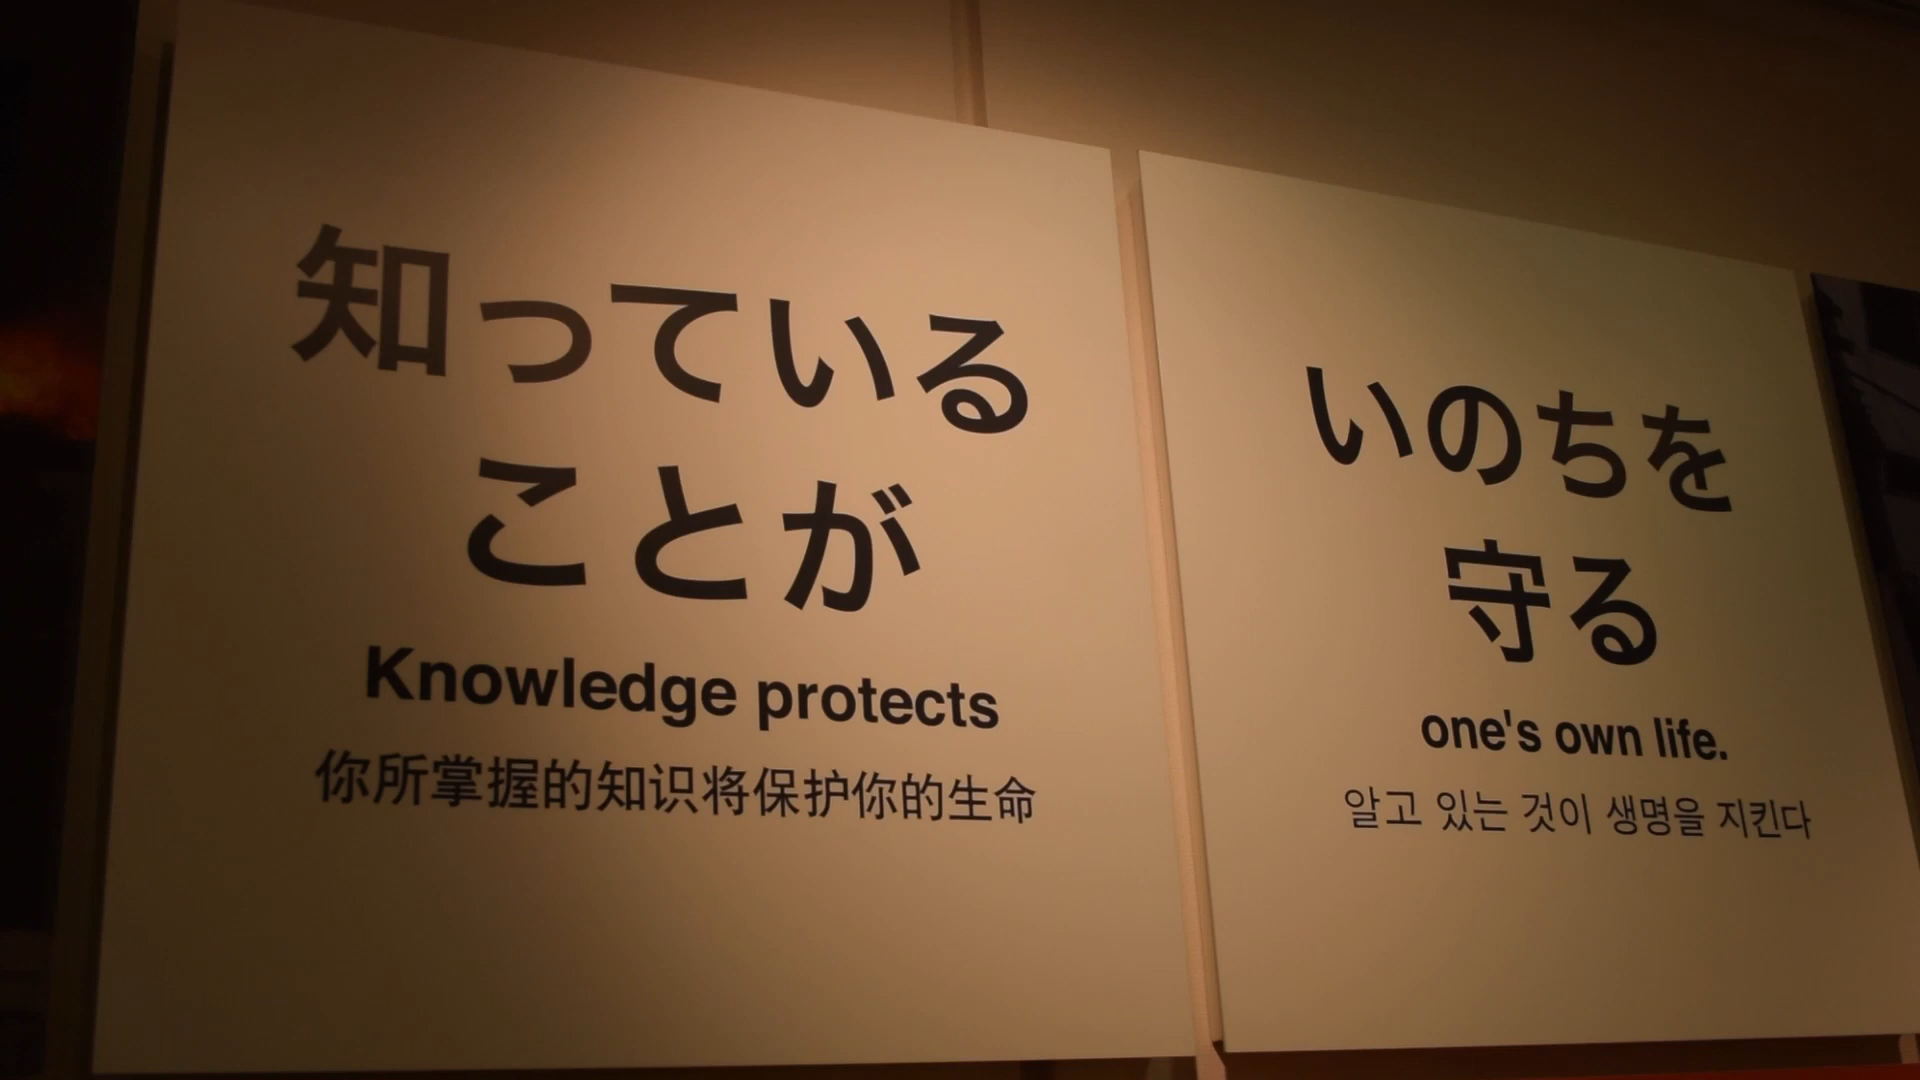 知っている
ことが
Knowledge protects
你所掌握的知识将保护你的生命
いのちを
守る
one's own life.
알고 있는 것이 생명을 지킨다